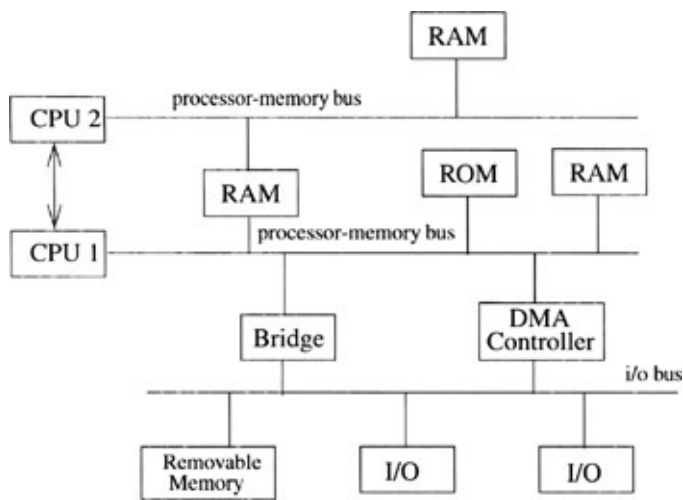 RAM
processor-memory bus
CPU 2
ROM
RAM
RAM
processor-memory bus
CPU 1
DMA
Controller
Bridge
i/o bus
Removable
Memory
I/O
I/O